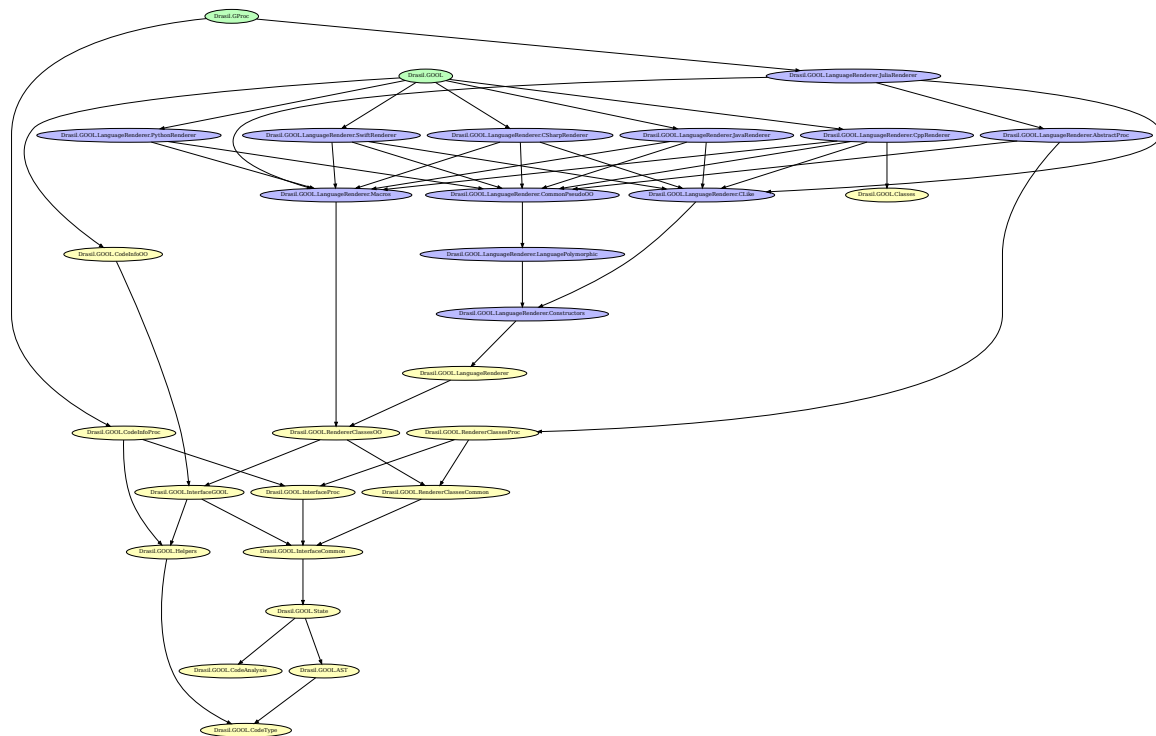 Drasil.GProc
Drasil.GOOL
Drasil.GOOL.LanguageRenderer.JuliaRenderer
Drasil.GOOL.LanguageRenderer.PythonRenderer
Drasil.GOOL.LanguageRenderer.SwiftRenderer
Drasil.GOOL.LanguageRenderer.CSharpRenderer
Drasil.GOOL.LanguageRenderer.JavaRenderer
Drasil.GOOL.LanguageRenderer.CppRenderer
Drasil.GOOL.LanguageRenderer.AbstractProc
Drasil.GOOL.LanguageRenderer.Macros
Drasil.GOOL.LanguageRenderer.CommonPseudoOO
Drasil.GOOL.LanguageRenderer.CLike
Drasil.GOOL.Classes
Drasil.GOOL.CodeInfoOO
Drasil.GOOL.LanguageRenderer.LanguagePolymorphic
Drasil.GOOL.LanguageRenderer.Constructors
Drasil.GOOL.LanguageRenderer
Drasil.GOOL.CodeInfoProc
Drasil.GOOL.RendererClassesOO
Drasil.GOOL.RendererClassesProc
Drasil.GOOL.InterfaceGOOL
Drasil.GOOL.InterfaceProc
Drasil.GOOL.RendererClassesCommon
Drasil.GOOL.Helpers
Drasil.GOOL.InterfaceCommon
Drasil.GOOL.State
Drasil.GOOL.CodeAnalysis
Drasil.GOOL.AST
Drasil.GOOL.CodeType